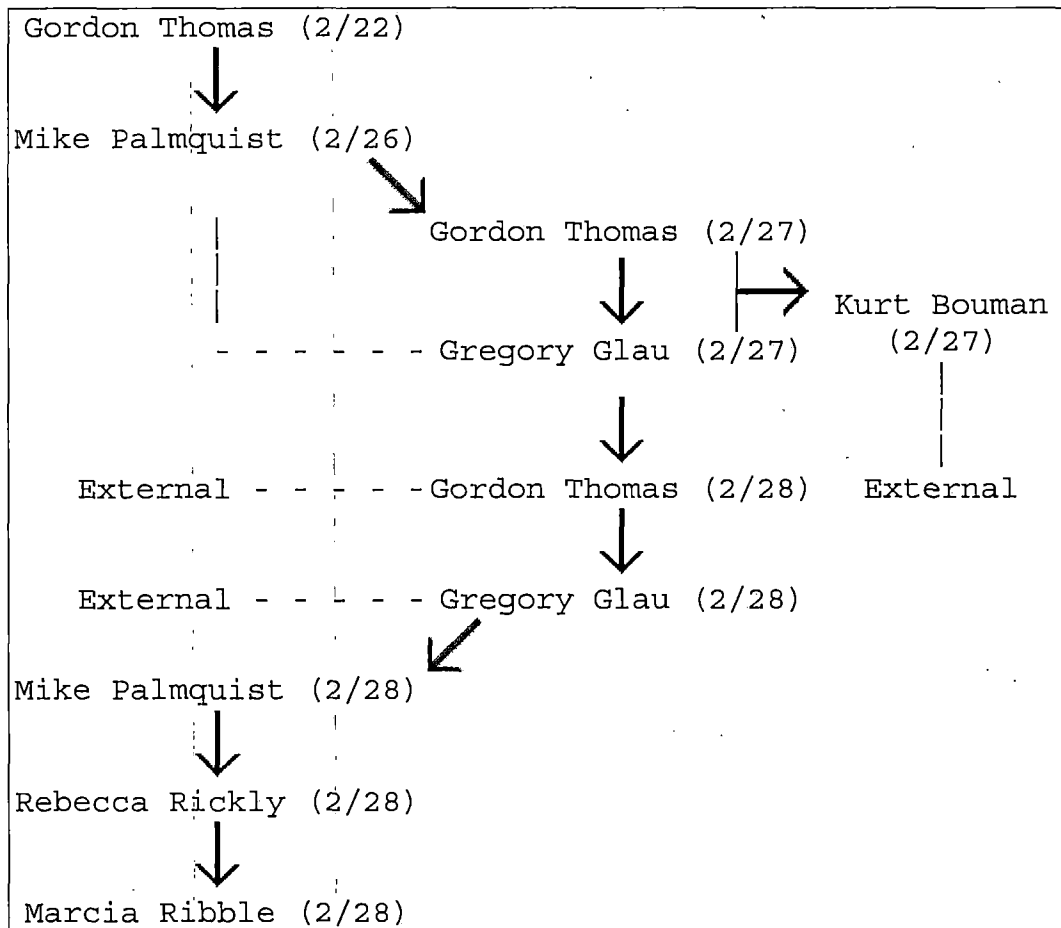 Gordon Thomas (2/22)
Mike Palmquist (2/26)
Gordon Thomas (2/27)
Kurt Bouman
(2/27)
Gregory Glau (2/27)
External
Gordon Thomas (2/28)
External
External
Gregory Glau (2/28)
Mike Palmquist (2/28)
Rebecca Rickly (2/28)
Marcia Ribble (2/28)